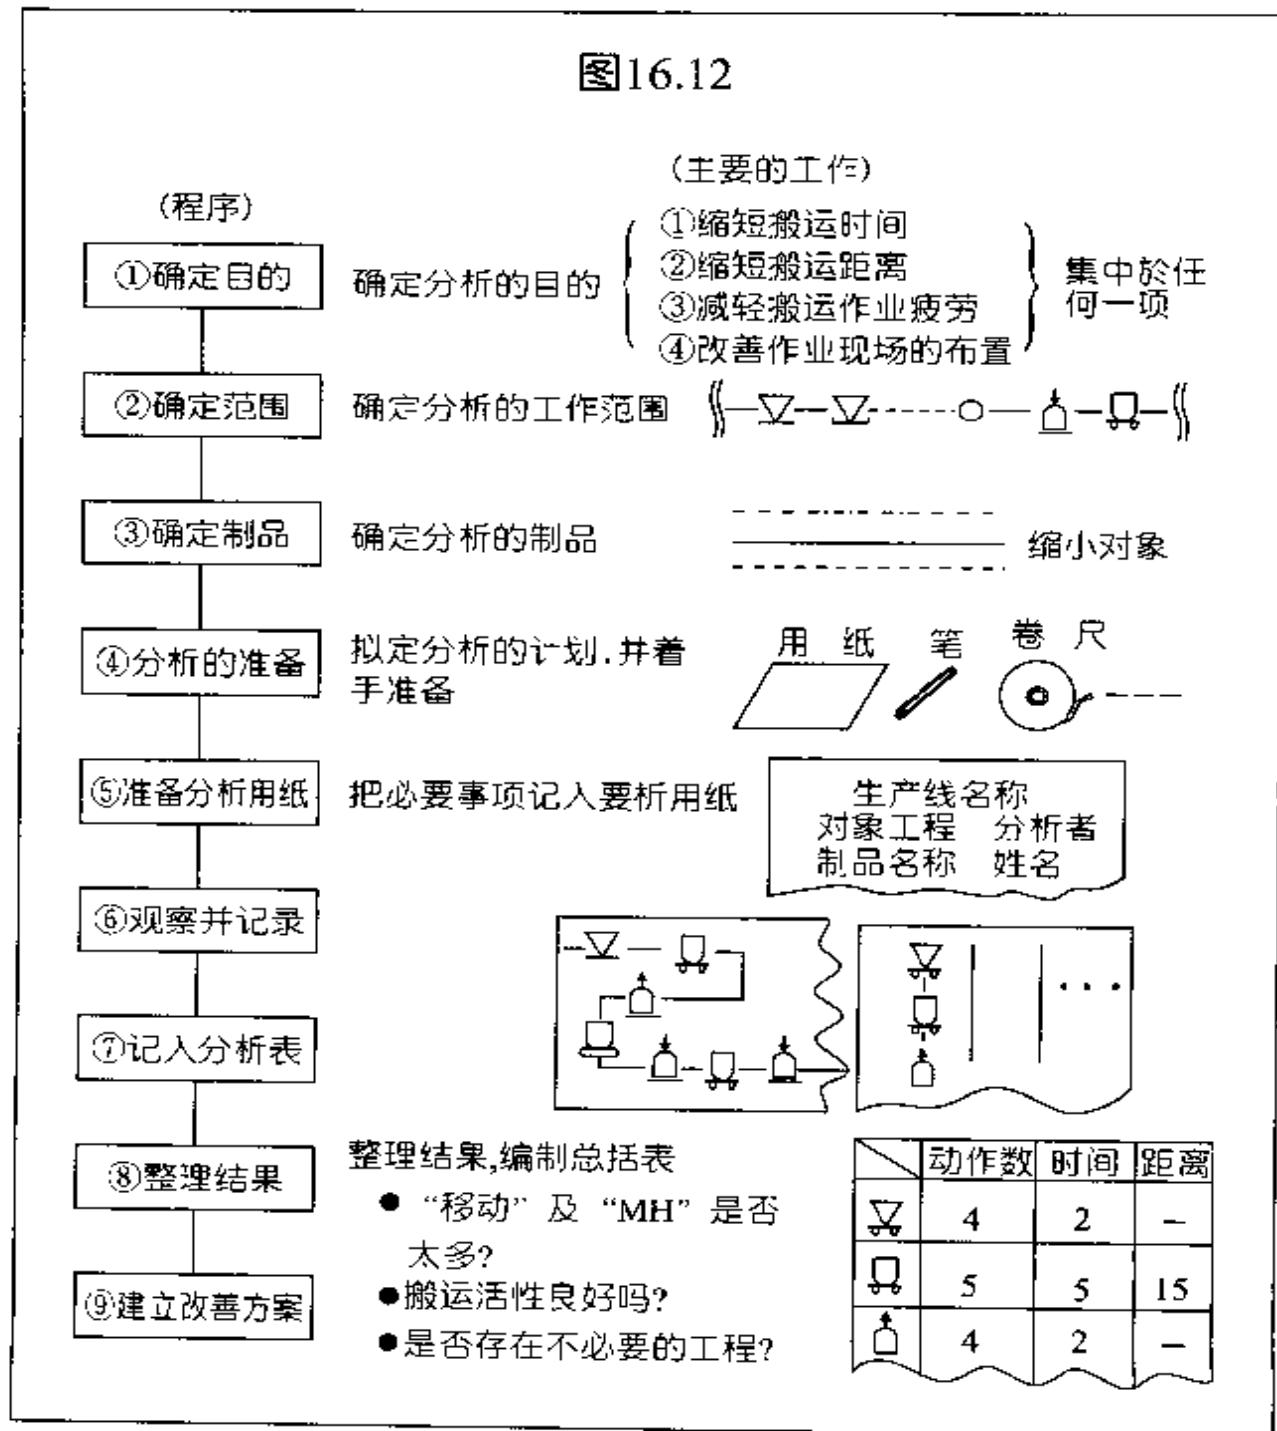 图16.12
(程序)
(主要的工作)
①确定目的
确定分析的目的
①缩短搬运时间
②缩短搬运距离
③减轻搬运作业疲劳
④改善作业现场的布置
集中於任
何一项
②确定范围
确定分析的工作范围
③确定制品
确定分析的制品
缩小对象
④分析的准备
拟定分析的计划.并着
手准备
用 纸 笔 卷 尺
⑤准备分析用纸
把必要事项记入要析用纸
生产线名称
对象工程 分析者
制品名称 姓名
⑥观察并记录
⑦记入分析表
⑧整理结果
整理结果,编制总括表
●“移动”及“MH”是否
太多?
●搬运活性良好吗?
●是否存在不必要的工程?
⑨建立改善方案
动作数 时间 距离
4 2 –
5 5 15
4 2 –